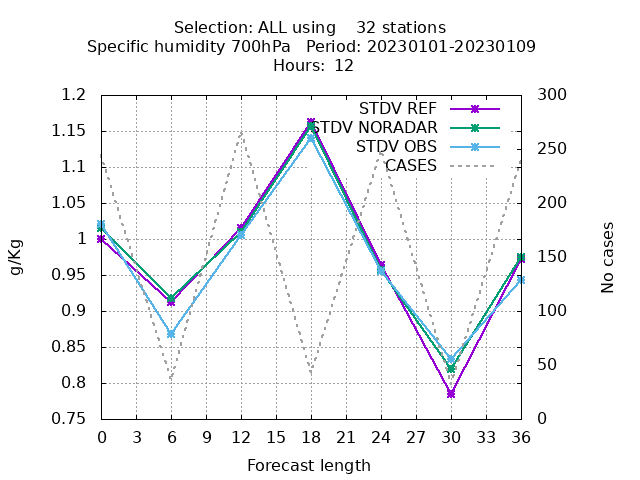 Selection: ALL using    32 stations
Specific humidity 700hPa   Period: 20230101-20230109
Hours:  12
1.2
1.15
1.1
1.05
1
0.95
0.9
0.85
0.8
0.75
g/Kg
300
250
200
150
100
50
0
No cases
STDV REF
STDV NORADAR
STDV OBS
CASES
0 3 6 9 12 15 18 21 24 27 30 33 36
Forecast length